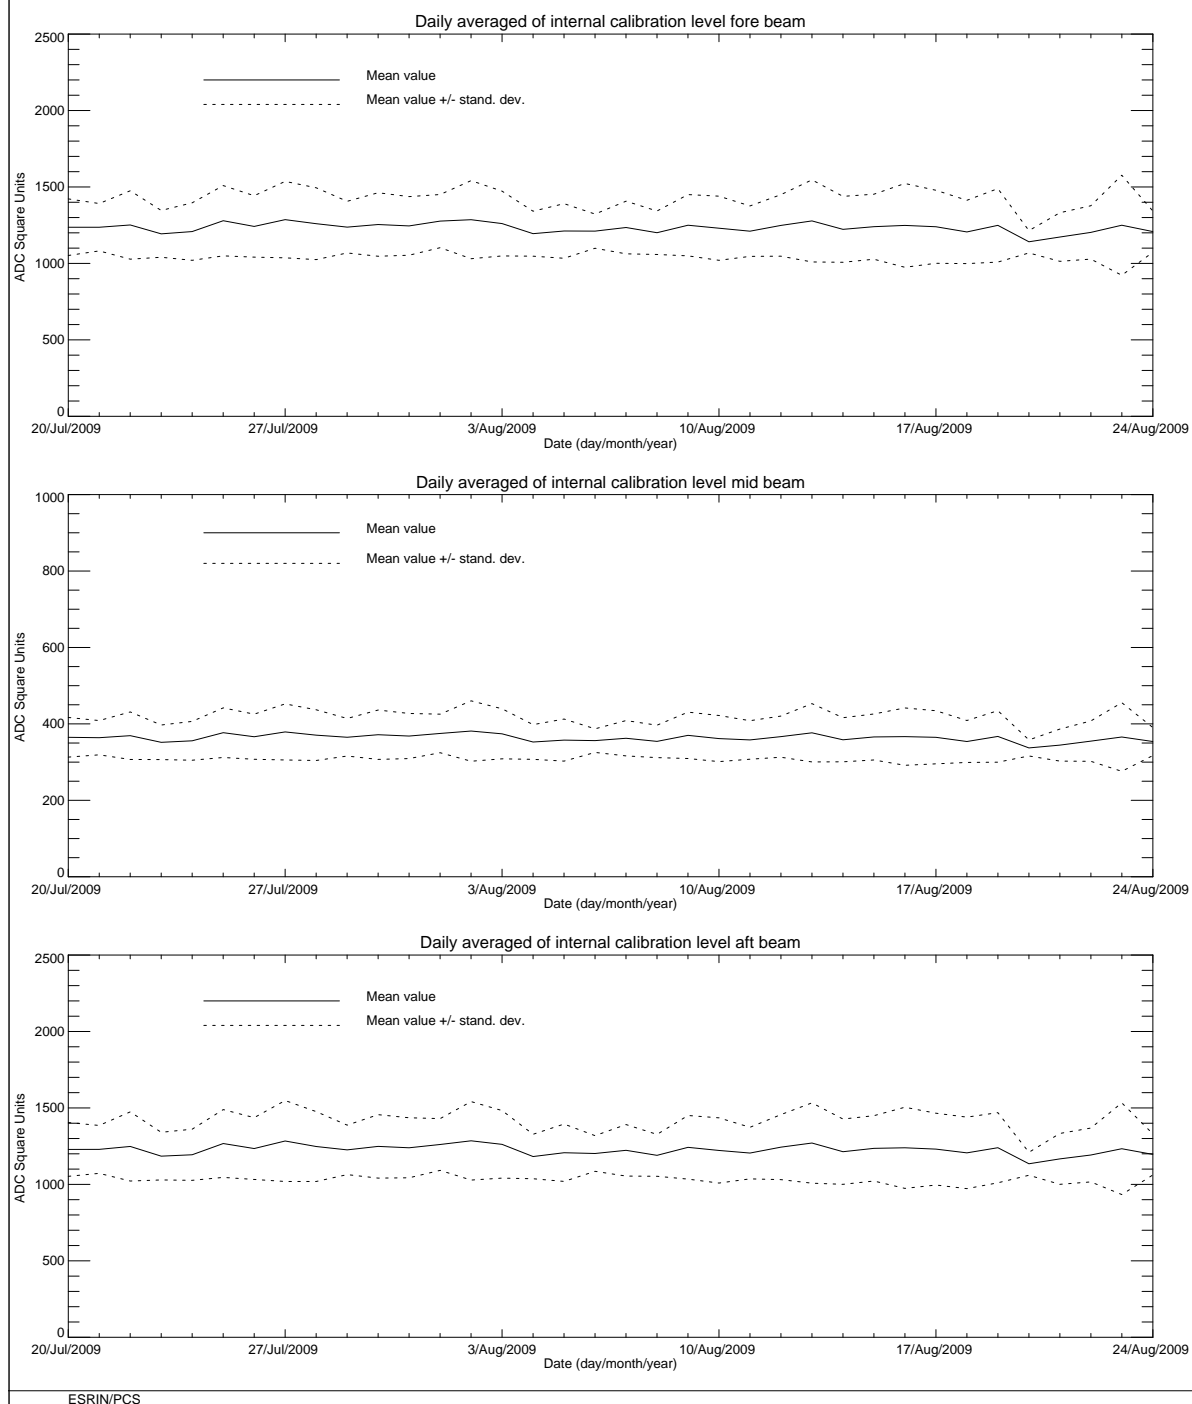 Daily averaged of internal calibration level fore beam
2500
2000
1500
1000
500
0
ADC Square Units
Mean value
Mean value +/- stand. dev.
20/Jul/2009 27/Jul/2009 3/Aug/2009 10/Aug/2009 17/Aug/2009 24/Aug/2009
Date (day/month/year)
Daily averaged of internal calibration level mid beam
1000
800
600
400
200
0
ADC Square Units
Mean value
Mean value +/- stand. dev.
20/Jul/2009 27/Jul/2009 3/Aug/2009 10/Aug/2009 17/Aug/2009 24/Aug/2009
Date (day/month/year)
Daily averaged of internal calibration level aft beam
2500
2000
1500
1000
500
0
ADC Square Units
Mean value
Mean value +/- stand. dev.
20/Jul/2009 27/Jul/2009 3/Aug/2009 10/Aug/2009 17/Aug/2009 24/Aug/2009
Date (day/month/year)
ESRIN/PCS